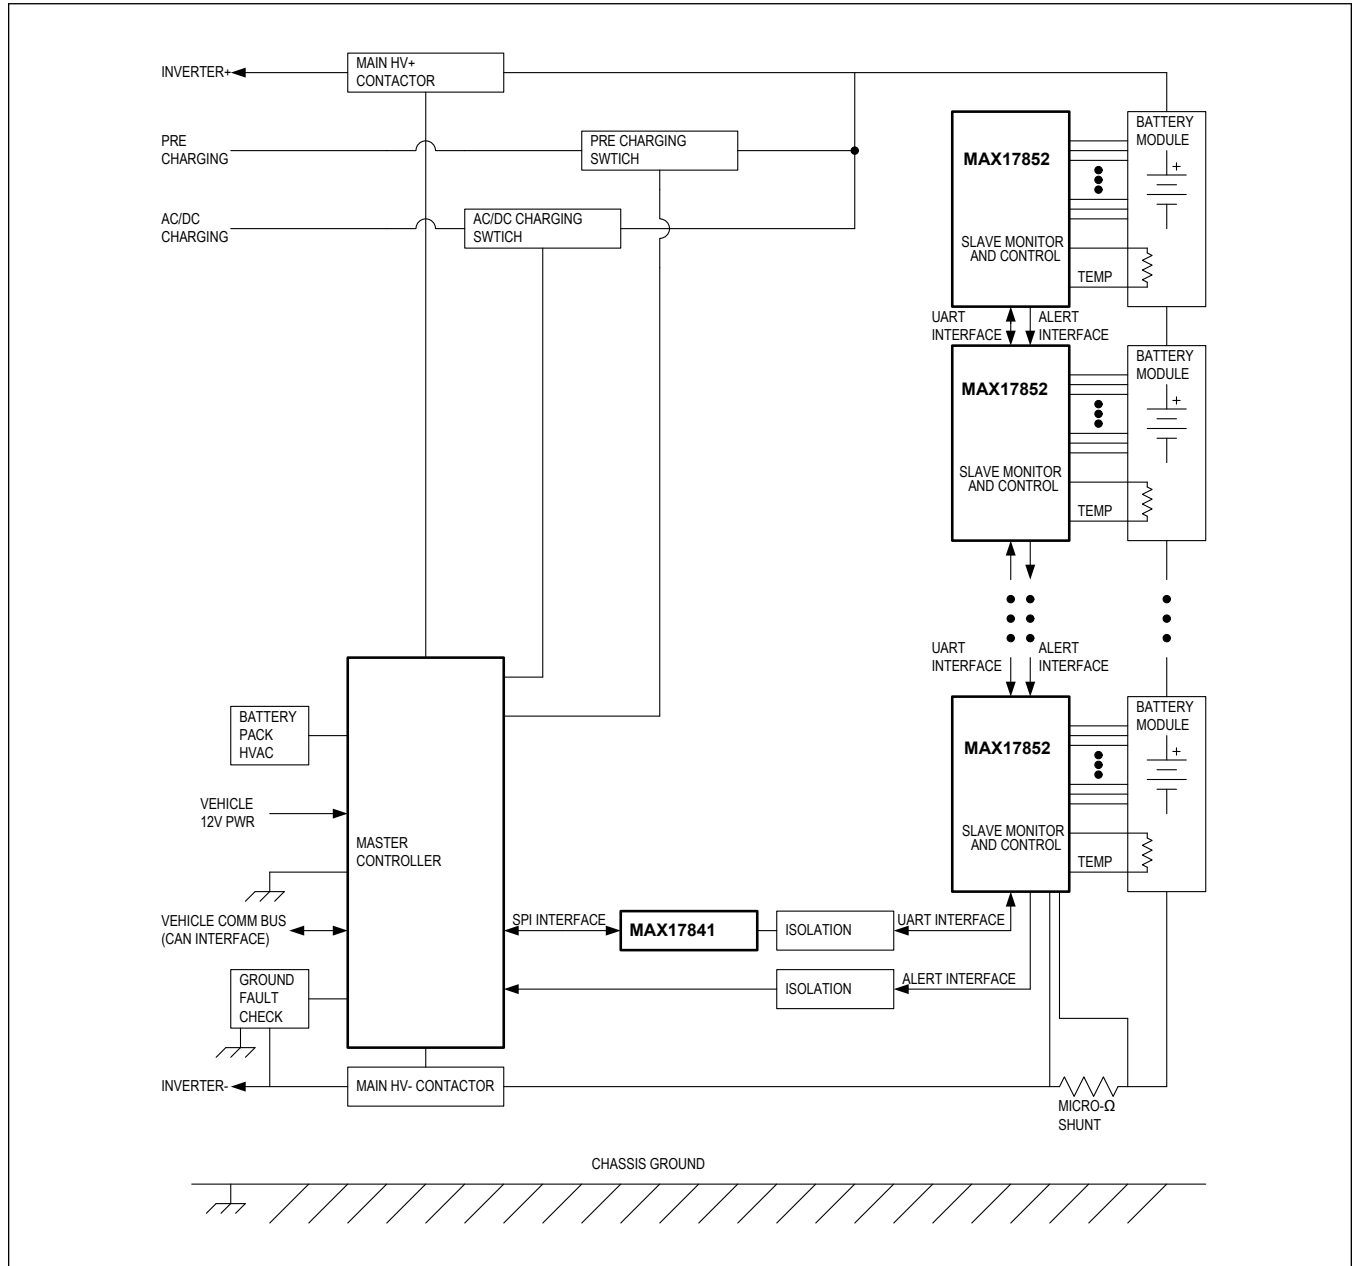 MAIN HV+
CONTACTOR
INVERTER+
PRE
CHARGING
PRE CHARGING
SWTICH
AC/DC
CHARGING
AC/DC CHARGING
SWTICH
BATTERY
MODULE
+
MAX17852
SLAVE MONITOR
AND CONTROL
TEMP
UART
INTERFACE
ALERT
INTERFACE
BATTERY
MODULE
+
MAX17852
SLAVE MONITOR
AND CONTROL
TEMP
UART
INTERFACE
ALERT
INTERFACE
BATTERY
MODULE
+
MAX17852
SLAVE MONITOR
AND CONTROL
TEMP
BATTERY
PACK
HVAC
VEHICLE
12V PWR
MASTER
CONTROLLER
VEHICLE COMM BUS
(CAN INTERFACE)
SPI INTERFACE
MAX17841
ISOLATION
UART INTERFACE
GROUND
FAULT
CHECK
ISOLATION
ALERT INTERFACE
INVERTER-
MAIN HV- CONTACTOR
MICRO-Ω
SHUNT
CHASSIS GROUND